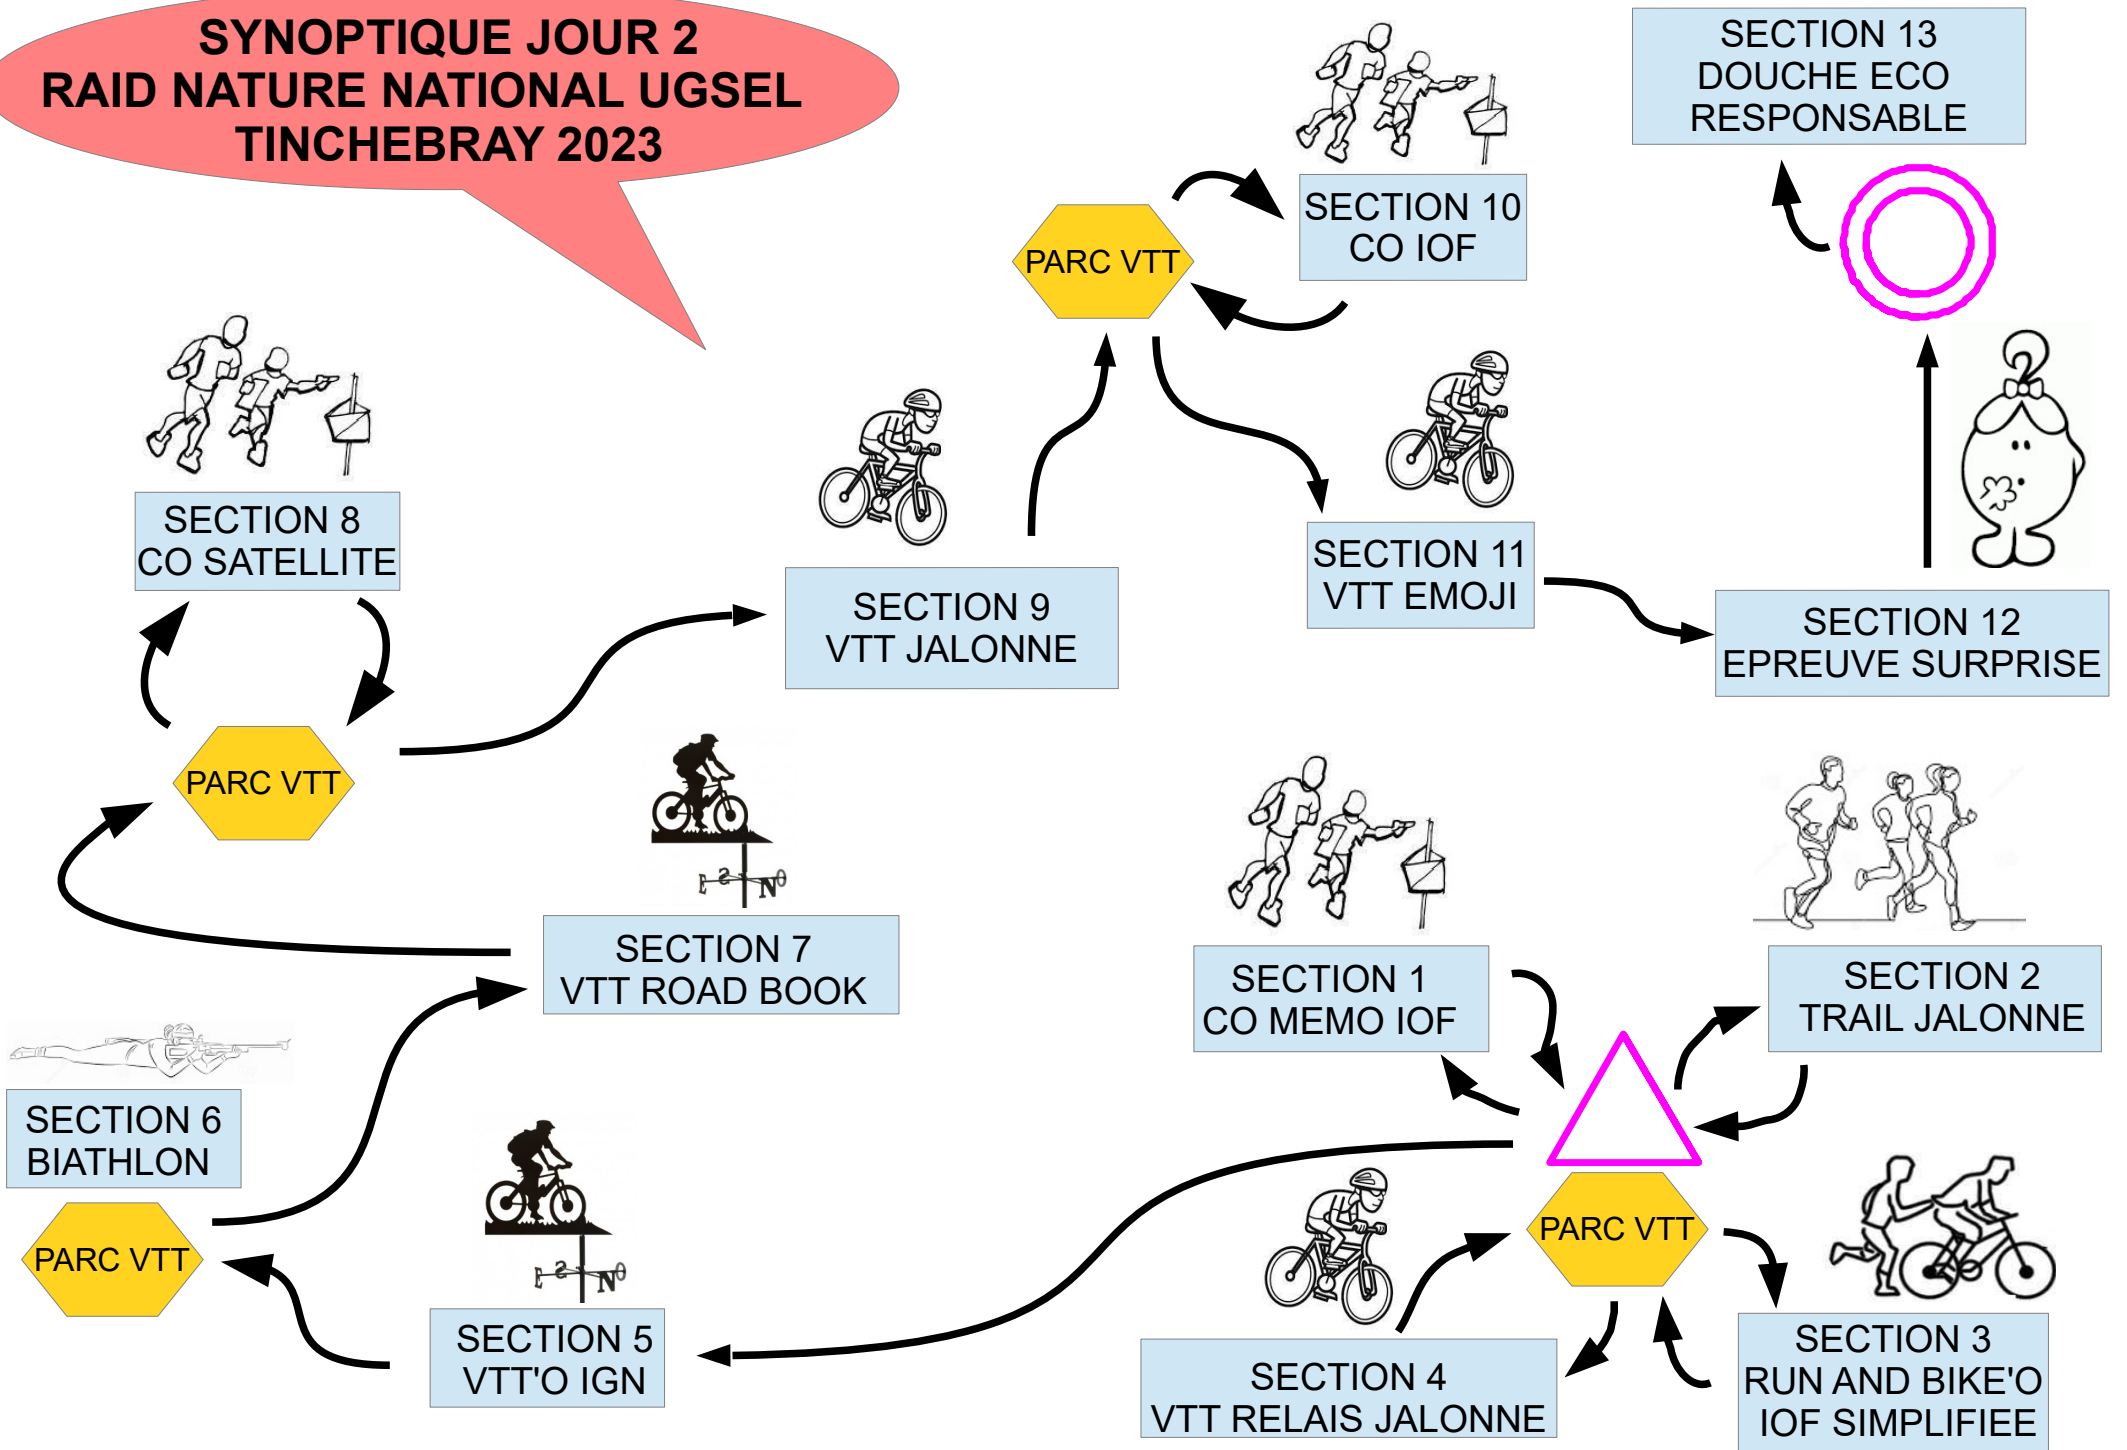 SYNOPTIQUE JOUR 2
RAID NATURE NATIONAL UGSEL
TINCHEBRAY 2023
SECTION 13
DOUCHE ECO
RESPONSABLE
SECTION 10
CO IOF
PARC VTT
SECTION 8
CO SATELLITE
SECTION 11
VTT EMOJI
SECTION 9
VTT JALONNE
SECTION 12
EPREUVE SURPRISE
PARC VTT
E S N O
SECTION 7
VTT ROAD BOOK
SECTION 1
CO MEMO IOF
SECTION 2
TRAIL JALONNE
SECTION 6
BIATHLON
PARC VTT
E S N O
PARC VTT
SECTION 5
VTT'O IGN
SECTION 4
VTT RELAIS JALONNE
SECTION 3
RUN AND BIKE'O
IOF SIMPLIFIEE